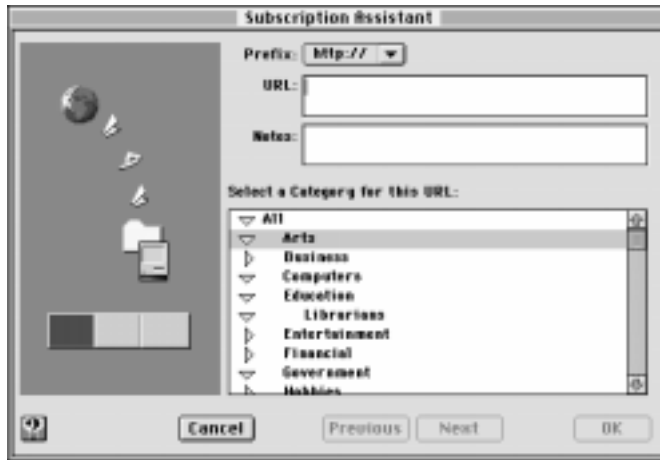 Subscription Assistant
Prefix: http://
URL:
Notes:
Select a Category for this URL:
All
Arts
Business
Computers
Education
Librarians
Entertainment
Financial
Government
Hobbies
?
Cancel
Previous
Next
OK